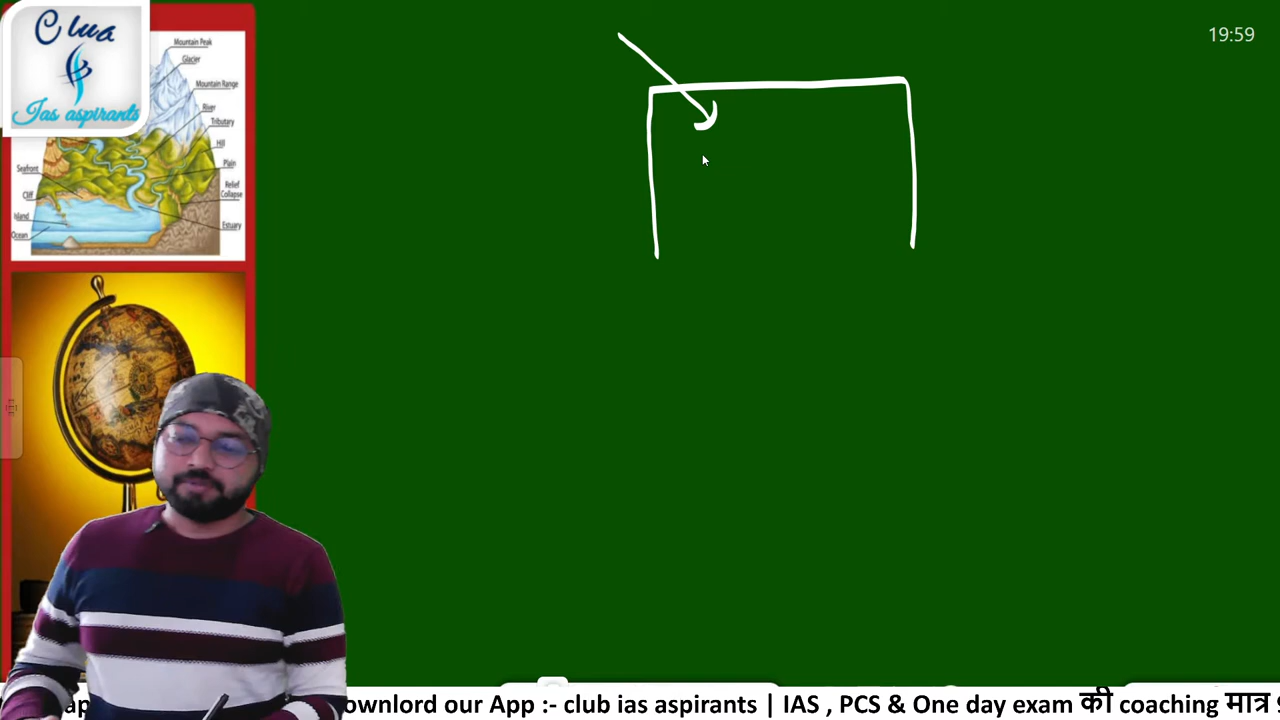 Clua
Ias aspirants
19:59
Mountain Peak
Glacier
Mountain Range
River
Tributary
Hill
Plain
Relief
Collapse
Estuary
Seafront
Cliff
Island
Ocean
ownlord our App :- club ias aspirants | IAS , PCS & One day exam की coaching मात्र